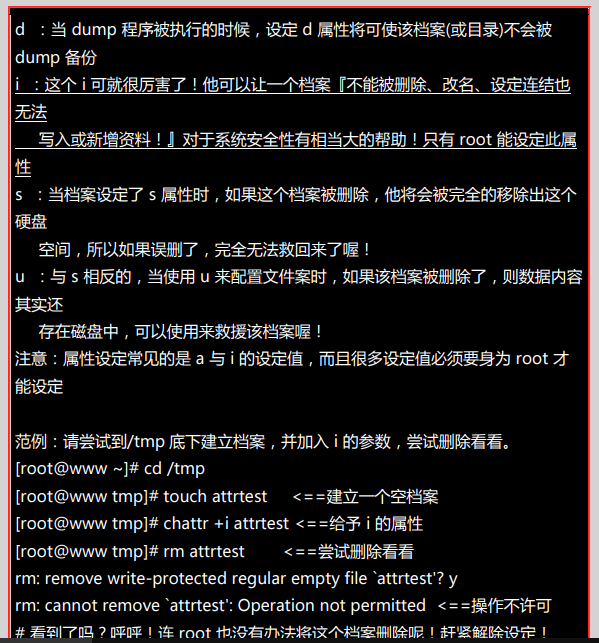 d ：当 dump 程序被执行的时候，设定 d 属性将可使该档案(或目录)不会被
dump 备份
i ：这个 i 可就很厉害了！他可以让一个档案『不能被删除、改名、设定连结也
无法
写入或新增资料！』对于系统安全性有相当大的帮助！只有 root 能设定此属
性
s ：当档案设定了 s 属性时，如果这个档案被删除，他将会被完全的移除出这个
硬盘
空间，所以如果误删了，完全无法救回来了喔！
u ：与 s 相反的，当使用 u 来配置文件案时，如果该档案被删除了，则数据内容
其实还
存在磁盘中，可以使用来救援该档案喔！
注意：属性设定常见的是 a 与 i 的设定值，而且很多设定值必须要身为 root 才
能设定
范例：请尝试到/tmp 底下建立档案，并加入 i 的参数，尝试删除看看。
[root@www ~]# cd /tmp
[root@www tmp]# touch attrtest <==建立一个空档案
[root@www tmp]# chattr +i attrtest <==给予 i 的属性
[root@www tmp]# rm attrtest <==尝试删除看看
rm: remove write-protected regular empty file `attrtest'? y
rm: cannot remove `attrtest': Operation not permitted <==操作不许可
# 看到了吗？呼呼！连 root 也没有办法将这个档案删除呢！赶紧解除设定！